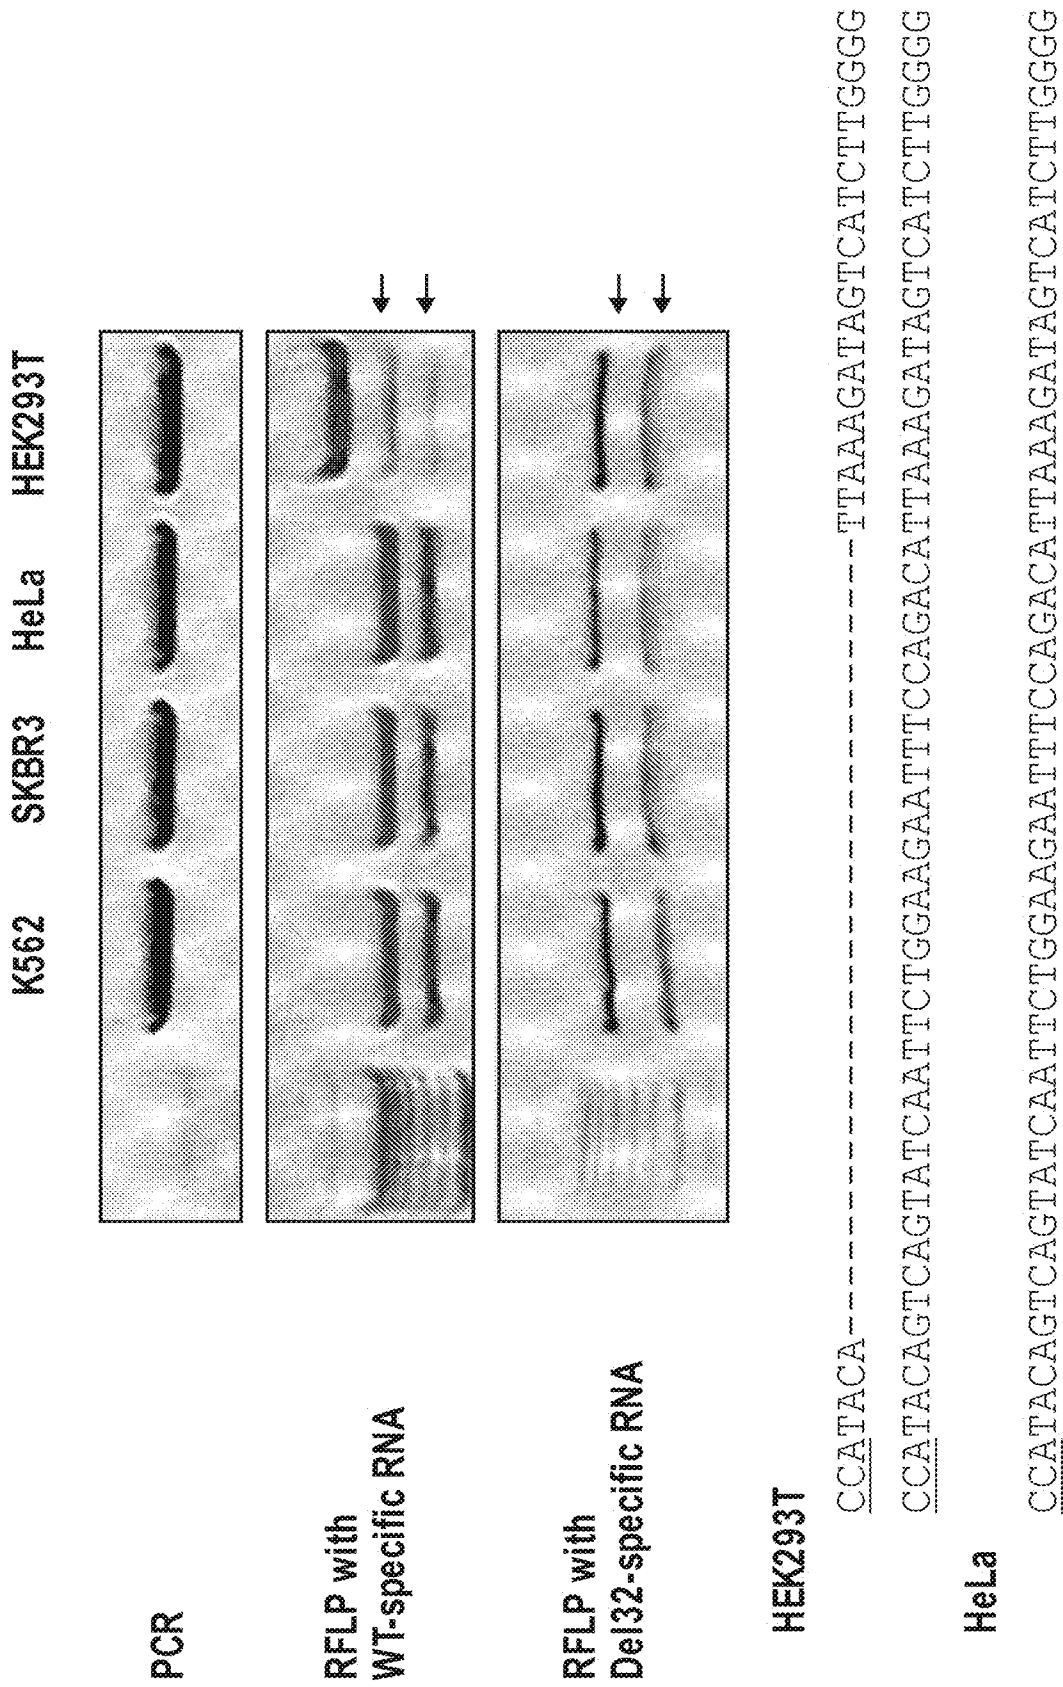 K562 SKBR3 HeLa HEK293T
PCR
RFLP with
WT-specific RNA
RFLP with
Del32-specific RNA
HEK293T
CCATACA--------------------------------TTAAAGATAGTCATCTTGGGG
CCATACAGTCAGTATCAATTCTGGAAGAATTTCCAGACATTAAAGATAGTCATCTTGGGG
HeLa
CCATACAGTCAGTATCAATTCTGGAAGAATTTCCAGACATTAAAGATAGTCATCTTGGGG